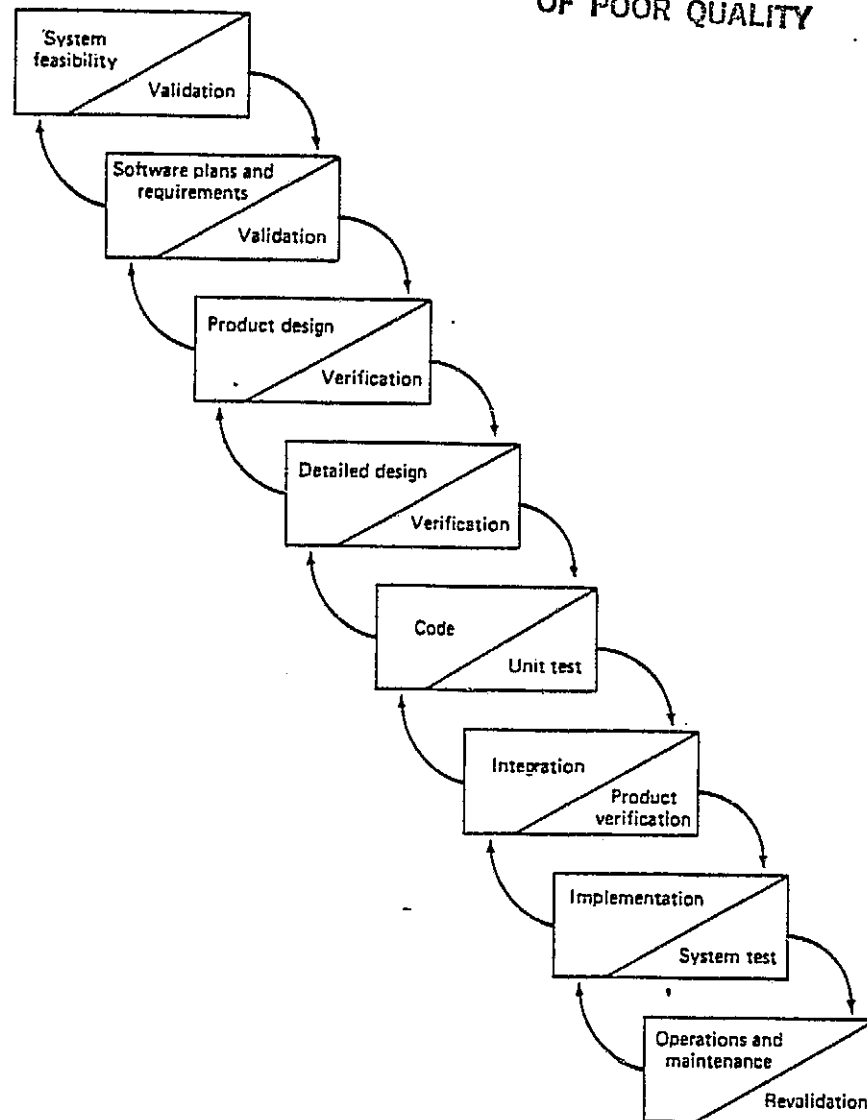 OF POOR QUALITY
System
feasibility
Validation
Software plans and
requirements
Validation
Product design
Verification
Detailed design
Verification
Code
Unit test
Integration
Product
verification
Implementation
System test
Operations and
maintenance
Revalidation